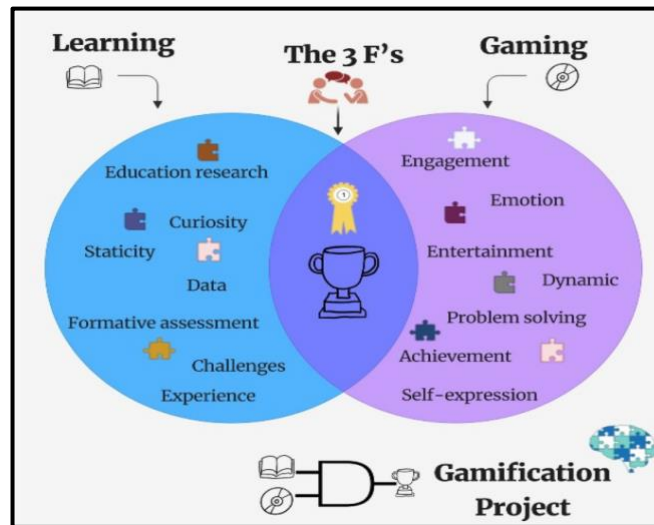 Learning
The 3 F's
Gaming
Education research
Curiosity
Staticity
Data
Formative assessment
Challenges
Experience
1
Engagement
Emotion
Entertainment
Dynamic
Problem solving
Achievement
Self-expression
Gamification
Project